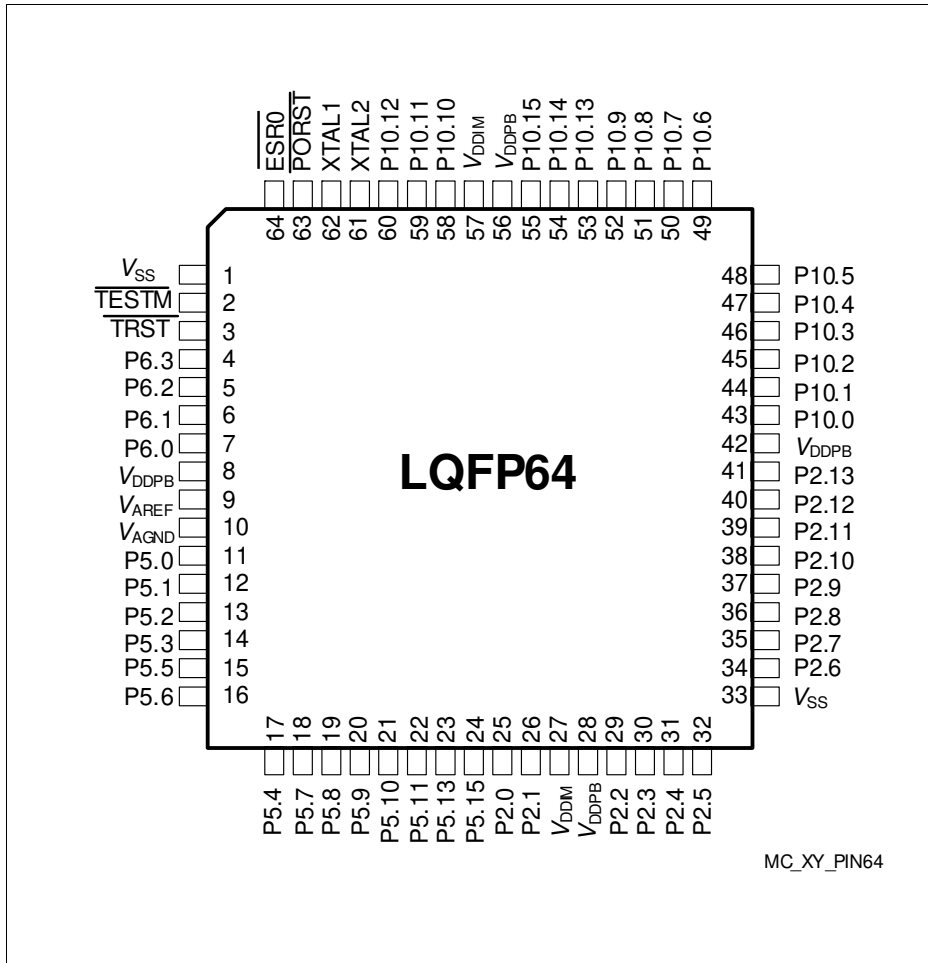 ESR0
PORST
XTAL1
XTAL2
P10.12
P10.11
P10.10
VDDIM
VDDPB
P10.15
P10.14
P10.13
P10.9
P10.8
P10.7
P10.6
64
63
62
61
60
59
58
57
56
55
54
53
52
51
50
49
VSS 1
TESTM 2
TRST 3
P6.3 4
P6.2 5
P6.1 6
P6.0 7
VDDPB 8
VAREF 9
VAGND 10
P5.0 11
P5.1 12
P5.2 13
P5.3 14
P5.5 15
P5.6 16
LQFP64
48 P10.5
47 P10.4
46 P10.3
45 P10.2
44 P10.1
43 P10.0
42 VDDPB
41 P2.13
40 P2.12
39 P2.11
38 P2.10
37 P2.9
36 P2.8
35 P2.7
34 P2.6
33 VSS
17
18
19
20
21
22
23
24
25
26
27
28
29
30
31
32
P5.4
P5.7
P5.8
P5.9
P5.10
P5.11
P5.13
P5.15
P2.0
P2.1
VDDIM
VDDPB
P2.2
P2.3
P2.4
P2.5
MC_XY_PIN64